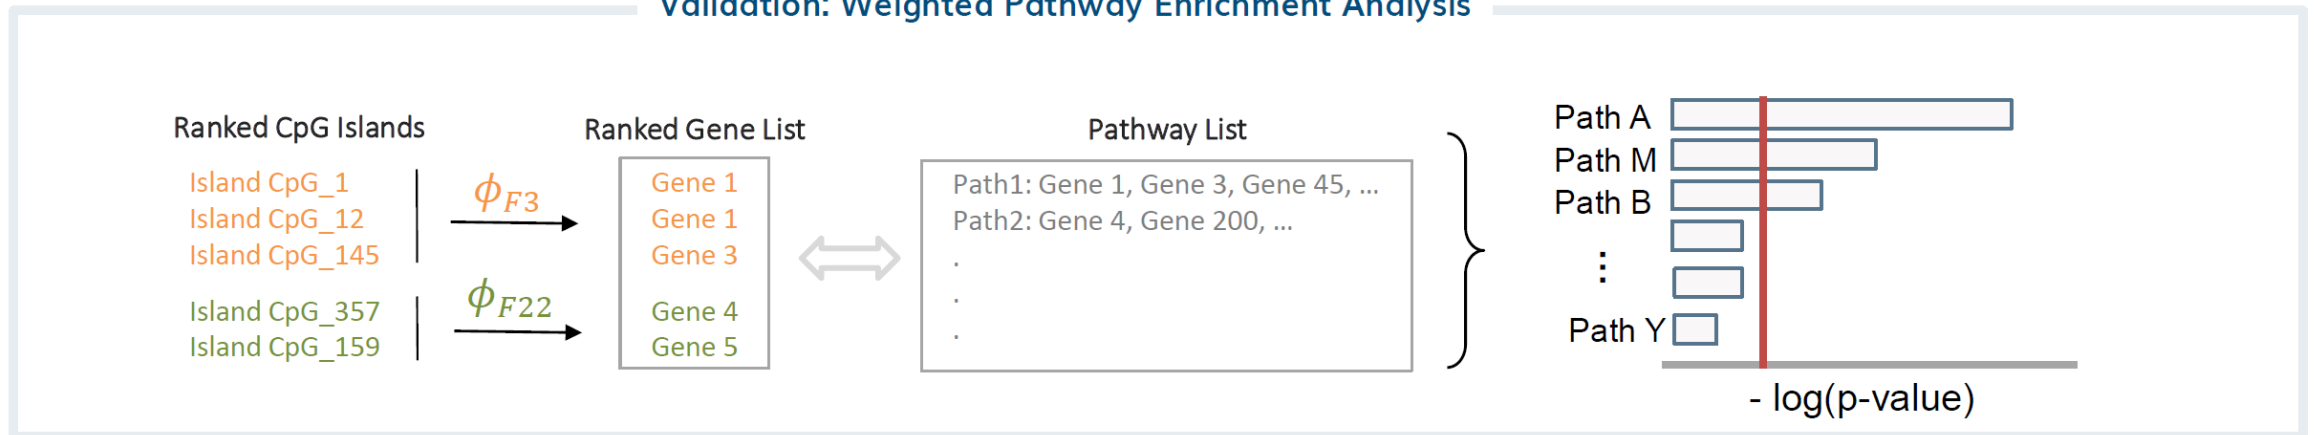 Validation: Weighted Pathway Enrichment Analysis
Ranked CpG Islands
Island CpG_1
Island CpG_12
Island CpG_145
Island CpG_357
Island CpG_159
ϕF3
ϕF22
Ranked Gene List
Gene 1
Gene 1
Gene 3
Gene 4
Gene 5
Pathway List
Path1: Gene 1, Gene 3, Gene 45, ...
Path2: Gene 4, Gene 200, ...
.
.
.
Path A
Path M
Path B
⋮
Path Y
- log(p-value)